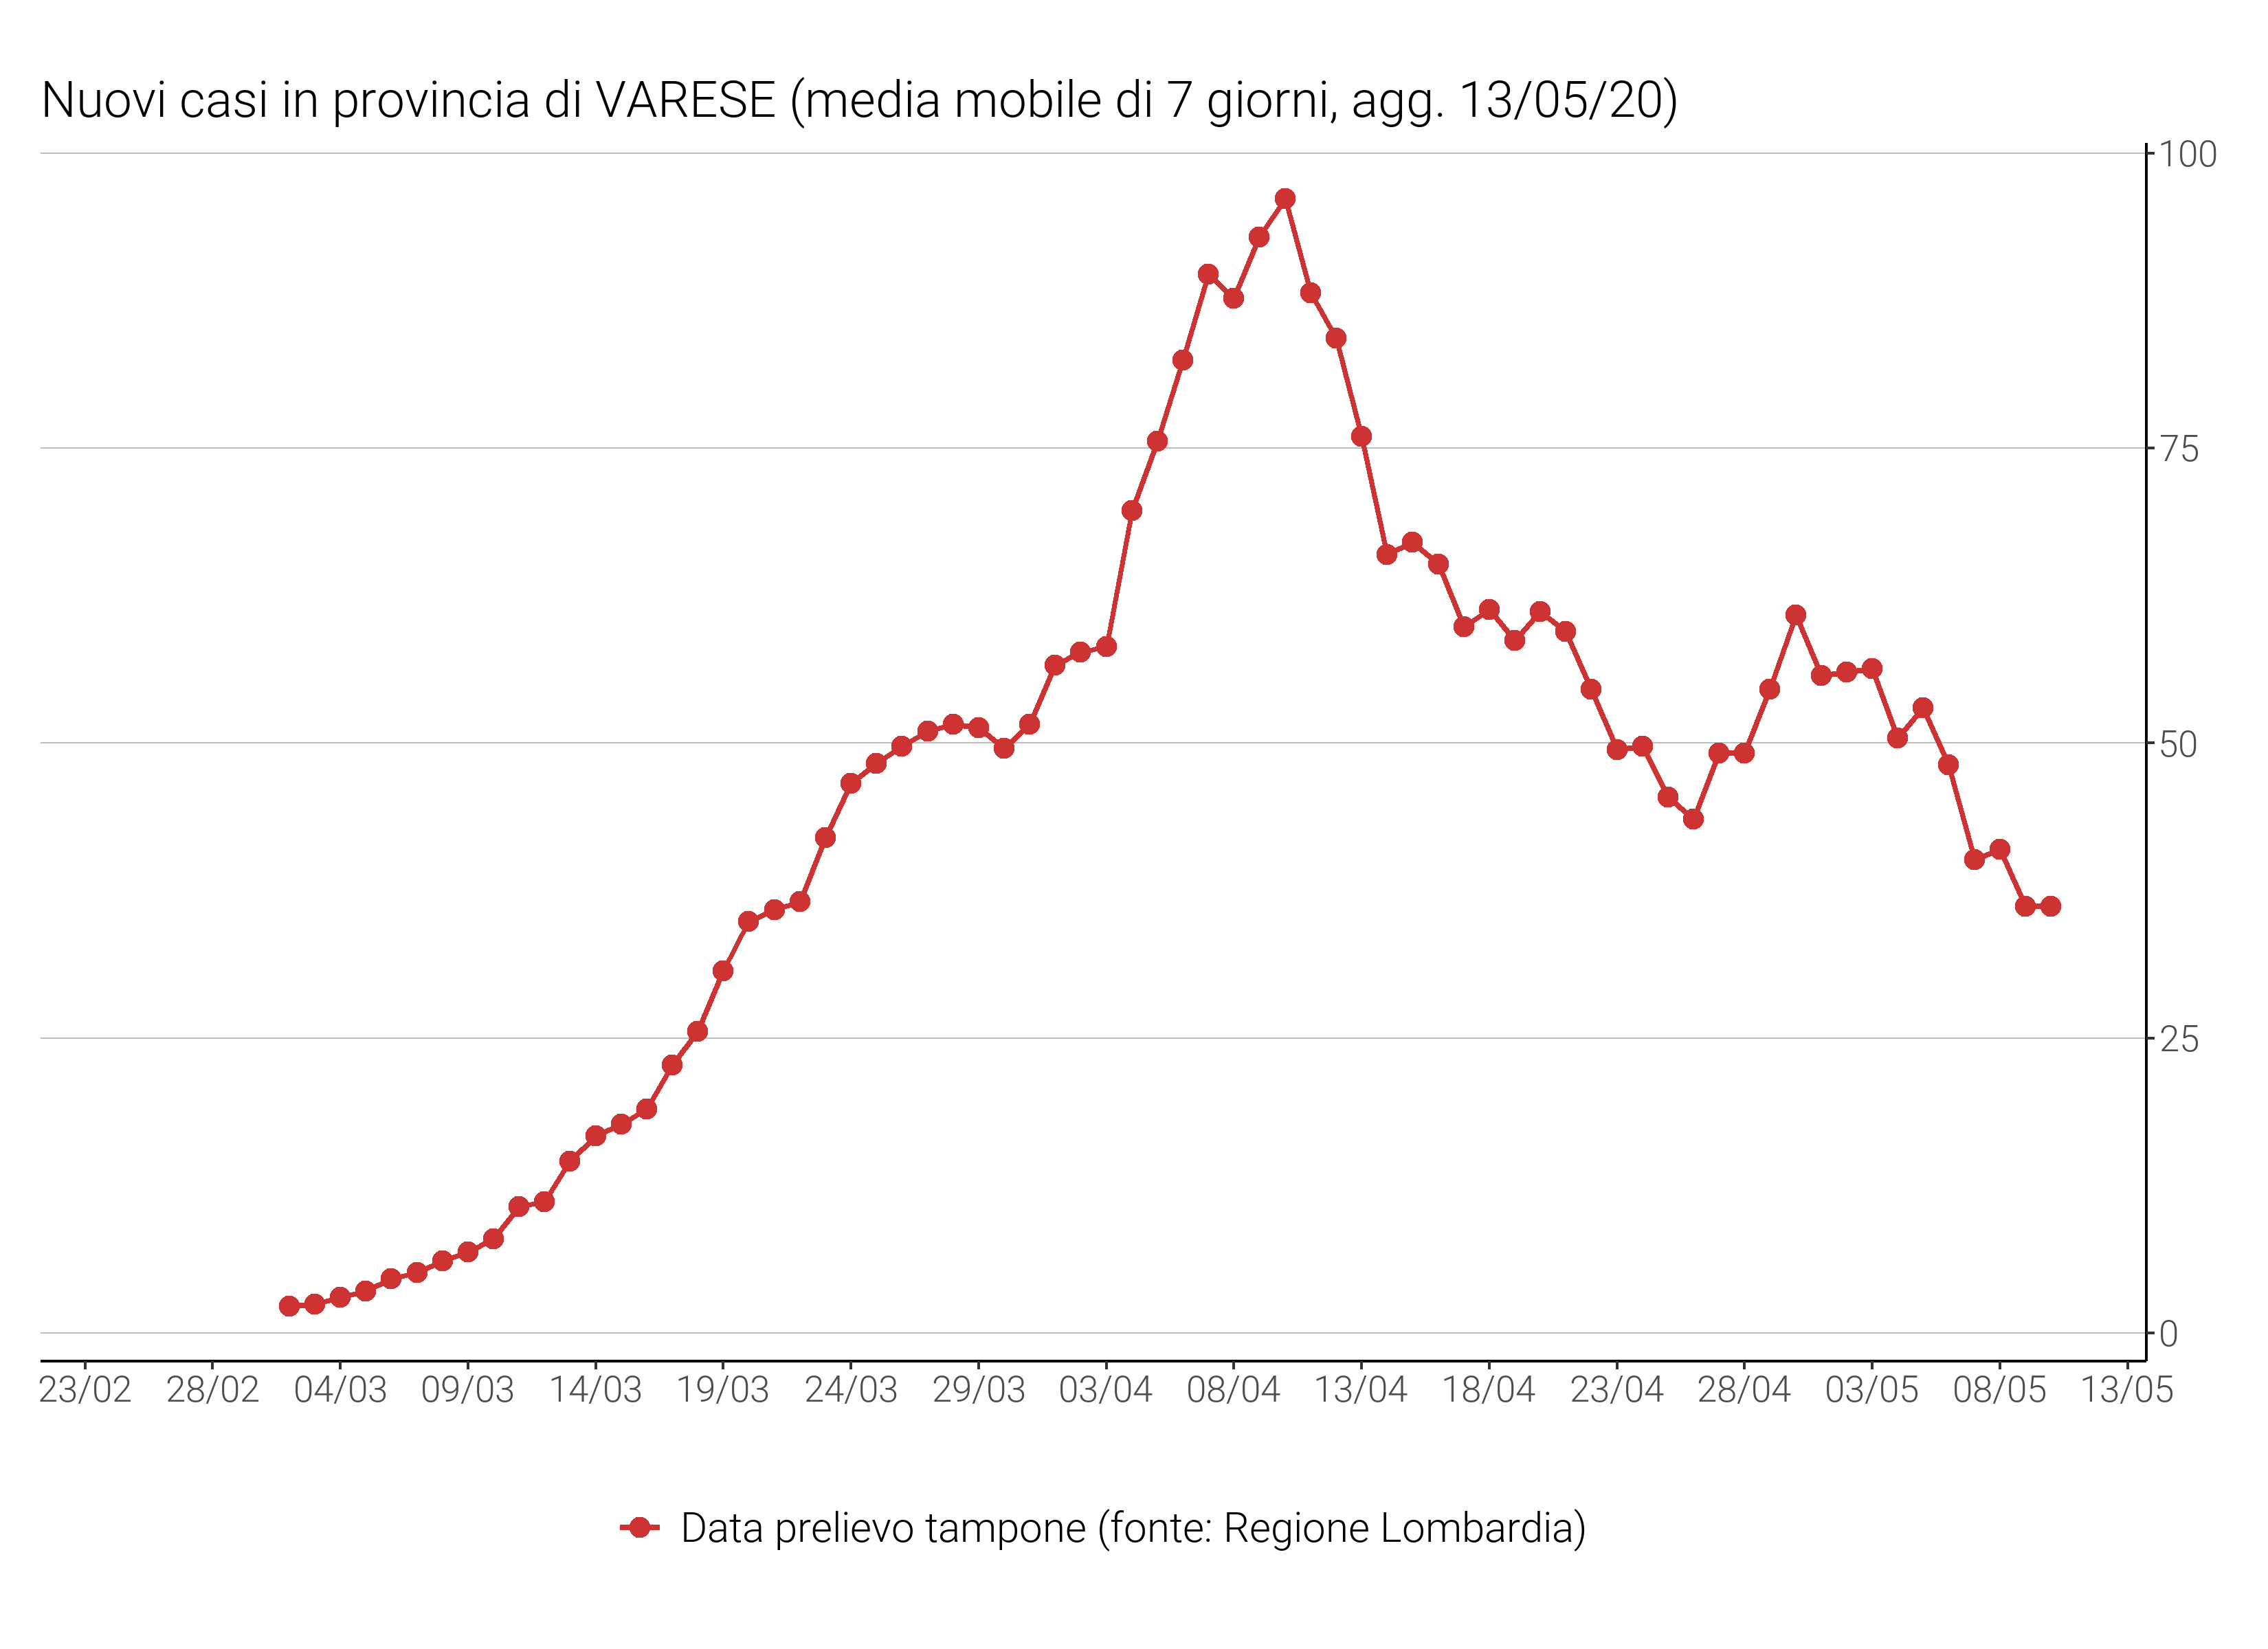 Nuovi casi in provincia di VARESE (media mobile di 7 giorni, agg. 13/05/20)
100
75
50
25
0
23/02 28/02 04/03 09/03 14/03 19/03 24/03 29/03 03/04 08/04 13/04 18/04 23/04 28/04 03/05 08/05 13/05
Data prelievo tampone (fonte: Regione Lombardia)